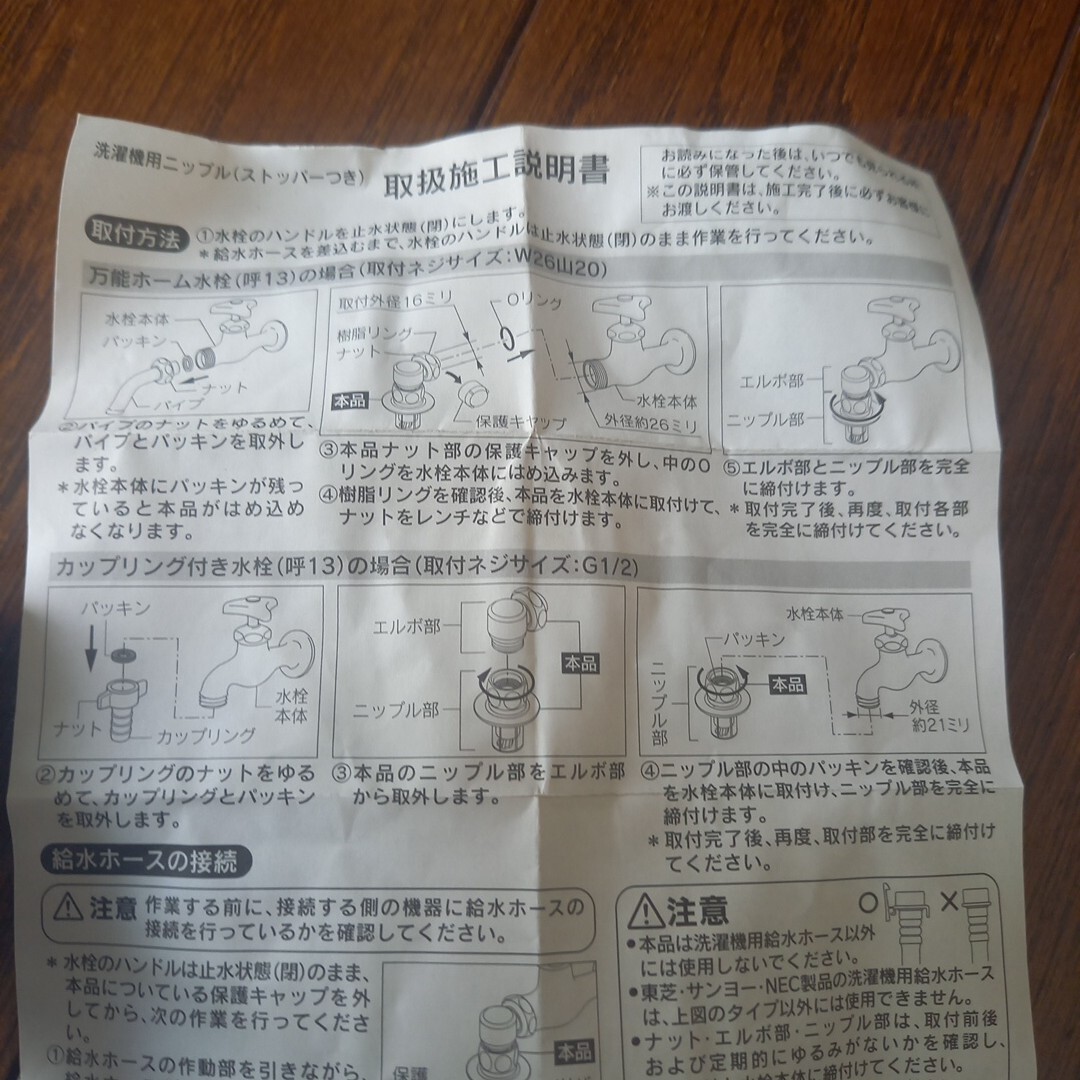 洗濯機用ニップル(ストッパーつき)
取扱施工説明書
お読みになった後は、いつでも
に必ず保管してください。
※この説明書は、施工完了後に必ずお客様に
お渡しください。
取付方法
①水栓のハンドルを止水状態(閉)にします。
*給水ホースを差込むまで、水栓のハンドルは止水状態(閉)のまま作業を行ってください。
万能ホーム水栓(呼13)の場合(取付ネジサイズ:W26山20)
水栓本体
パッキン
ナット
パイプ
取付外径16ミリ
Oリング
樹脂リング
ナット
本品
保護キャップ
水栓本体
外径約26ミリ
エルボ部
ニップル部
②パイプのナットをゆるめて、
パイプとパッキンを取外し
ます。
*水栓本体にパッキンが残っ
ていると本品がはめ込め
なくなります。
③本品ナット部の保護キャップを外し、中のO
リングを水栓本体にはめ込みます。
④樹脂リングを確認後、本品を水栓本体に取付けて、
ナットをレンチなどで締付けます。
⑤エルボ部とニップル部を完全
に締付けます。
*取付完了後、再度、取付各部
を完全に締付けてください。
カップリング付き水栓(呼13)の場合(取付ネジサイズ:G1/2)
パッキン
ナット
カップリング
水栓
本体
エルボ部
ニップル部
本品
水栓本体
パッキン
ニップル部
本品
外径
約21ミリ
②カップリングのナットをゆる
めて、カップリングとパッキン
を取外します。
③本品のニップル部をエルボ部
から取外します。
④ニップル部の中のパッキンを確認後、本品
を水栓本体に取付け、ニップル部を完全に
締付けます。
*取付完了後、再度、取付部を完全に締付け
てください。
給水ホースの接続
注意 作業する前に、接続する側の機器に給水ホースの
接続を行っているかを確認してください。
*水栓のハンドルは止水状態(閉)のまま、
本品についている保護キャップを外
してから、次の作業を行ってくださ
い。
①給水ホースの作動部を引きながら、
本品
保護
注意
○ ×
●本品は洗濯機用給水ホース以外
には使用しないでください。
●東芝・サンヨー・NEC製品の洗濯機用給水ホース
は、上図のタイプ以外には使用できません。
●ナット・エルボ部・ニップル部は、取付前後
および定期的にゆるみがないかを確認し、
水栓本体に締付けてください。